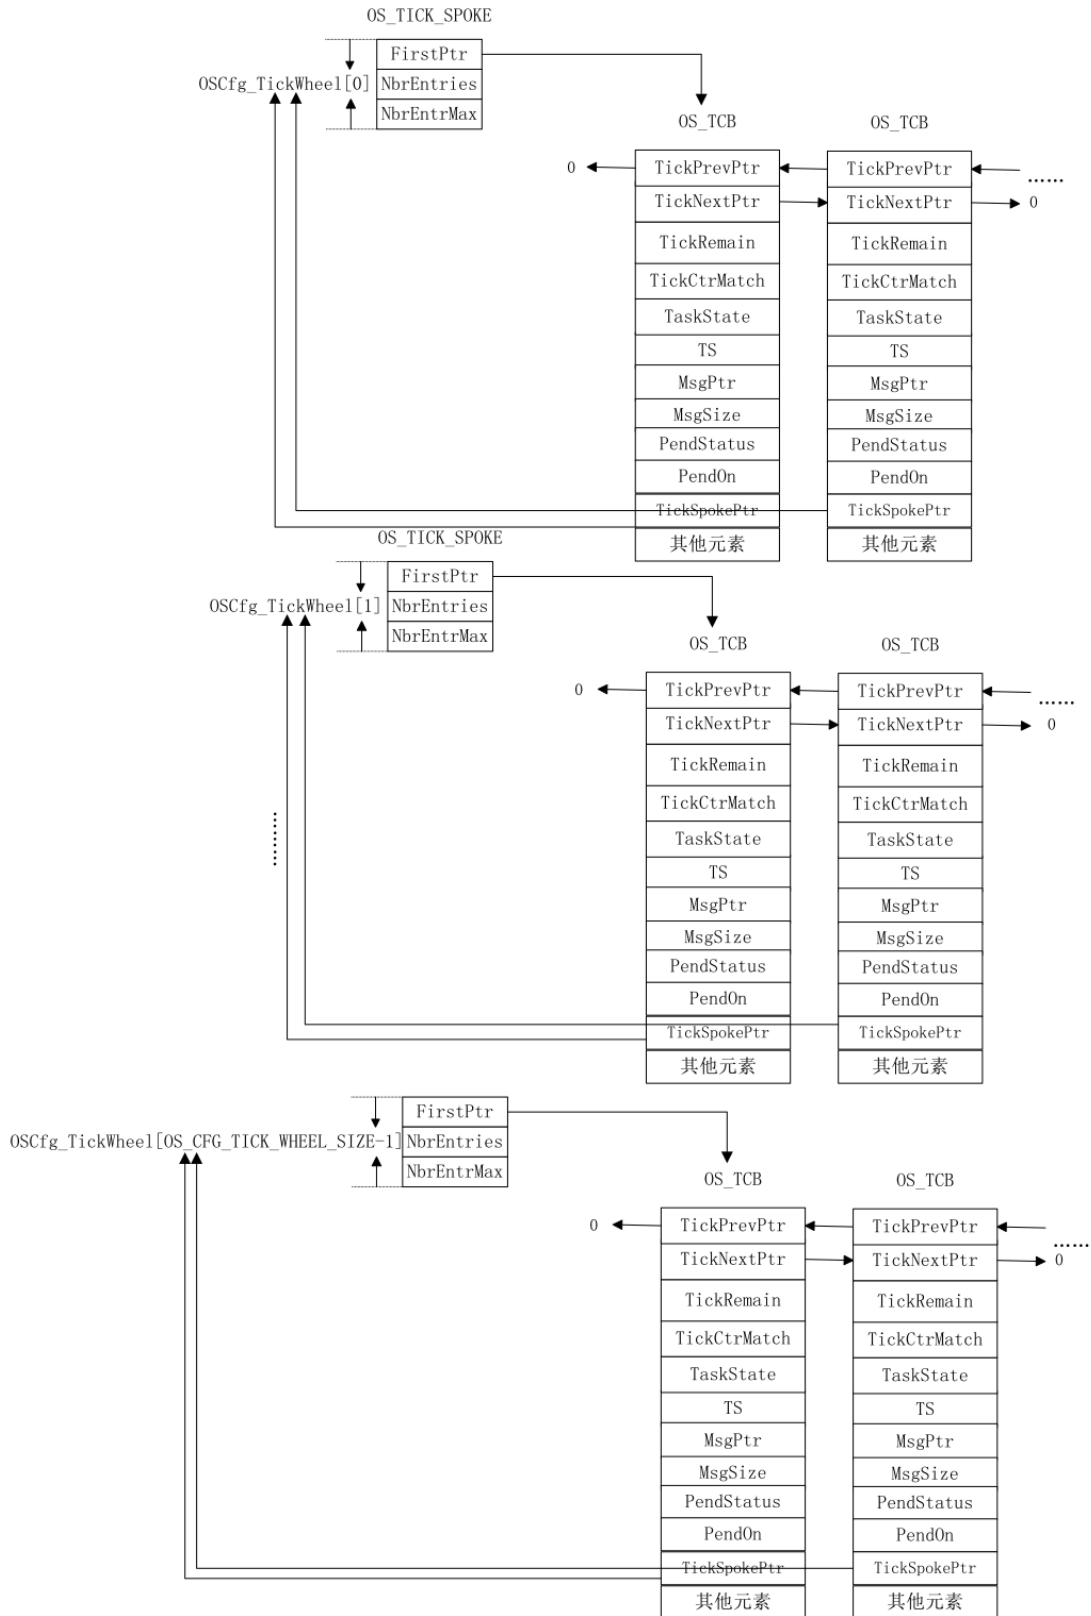 OS_TICK_SPOKE
FirstPtr
OSCfg_TickWheel[0]
NbrEntries
NbrEntrMax
OS_TCB
OS_TCB
0
TickPrevPtr
TickPrevPtr
......
TickNextPtr
TickNextPtr
0
TickRemain
TickRemain
TickCtrMatch
TickCtrMatch
TaskState
TaskState
TS
TS
MsgPtr
MsgPtr
MsgSize
MsgSize
PendStatus
PendStatus
PendOn
PendOn
TickSpokePtr
TickSpokePtr
其他元素
其他元素
OS_TICK_SPOKE
FirstPtr
OSCfg_TickWheel[1]
NbrEntries
NbrEntrMax
OS_TCB
OS_TCB
0
TickPrevPtr
TickPrevPtr
......
TickNextPtr
TickNextPtr
0
TickRemain
TickRemain
TickCtrMatch
TickCtrMatch
........
TaskState
TaskState
TS
TS
MsgPtr
MsgPtr
MsgSize
MsgSize
PendStatus
PendStatus
PendOn
PendOn
TickSpokePtr
TickSpokePtr
其他元素
其他元素
FirstPtr
OSCfg_TickWheel[OS_CFG_TICK_WHEEL_SIZE-1]
NbrEntries
NbrEntrMax
OS_TCB
OS_TCB
0
TickPrevPtr
TickPrevPtr
......
TickNextPtr
TickNextPtr
0
TickRemain
TickRemain
TickCtrMatch
TickCtrMatch
TaskState
TaskState
TS
TS
MsgPtr
MsgPtr
MsgSize
MsgSize
PendStatus
PendStatus
PendOn
PendOn
TickSpokePtr
TickSpokePtr
其他元素
其他元素